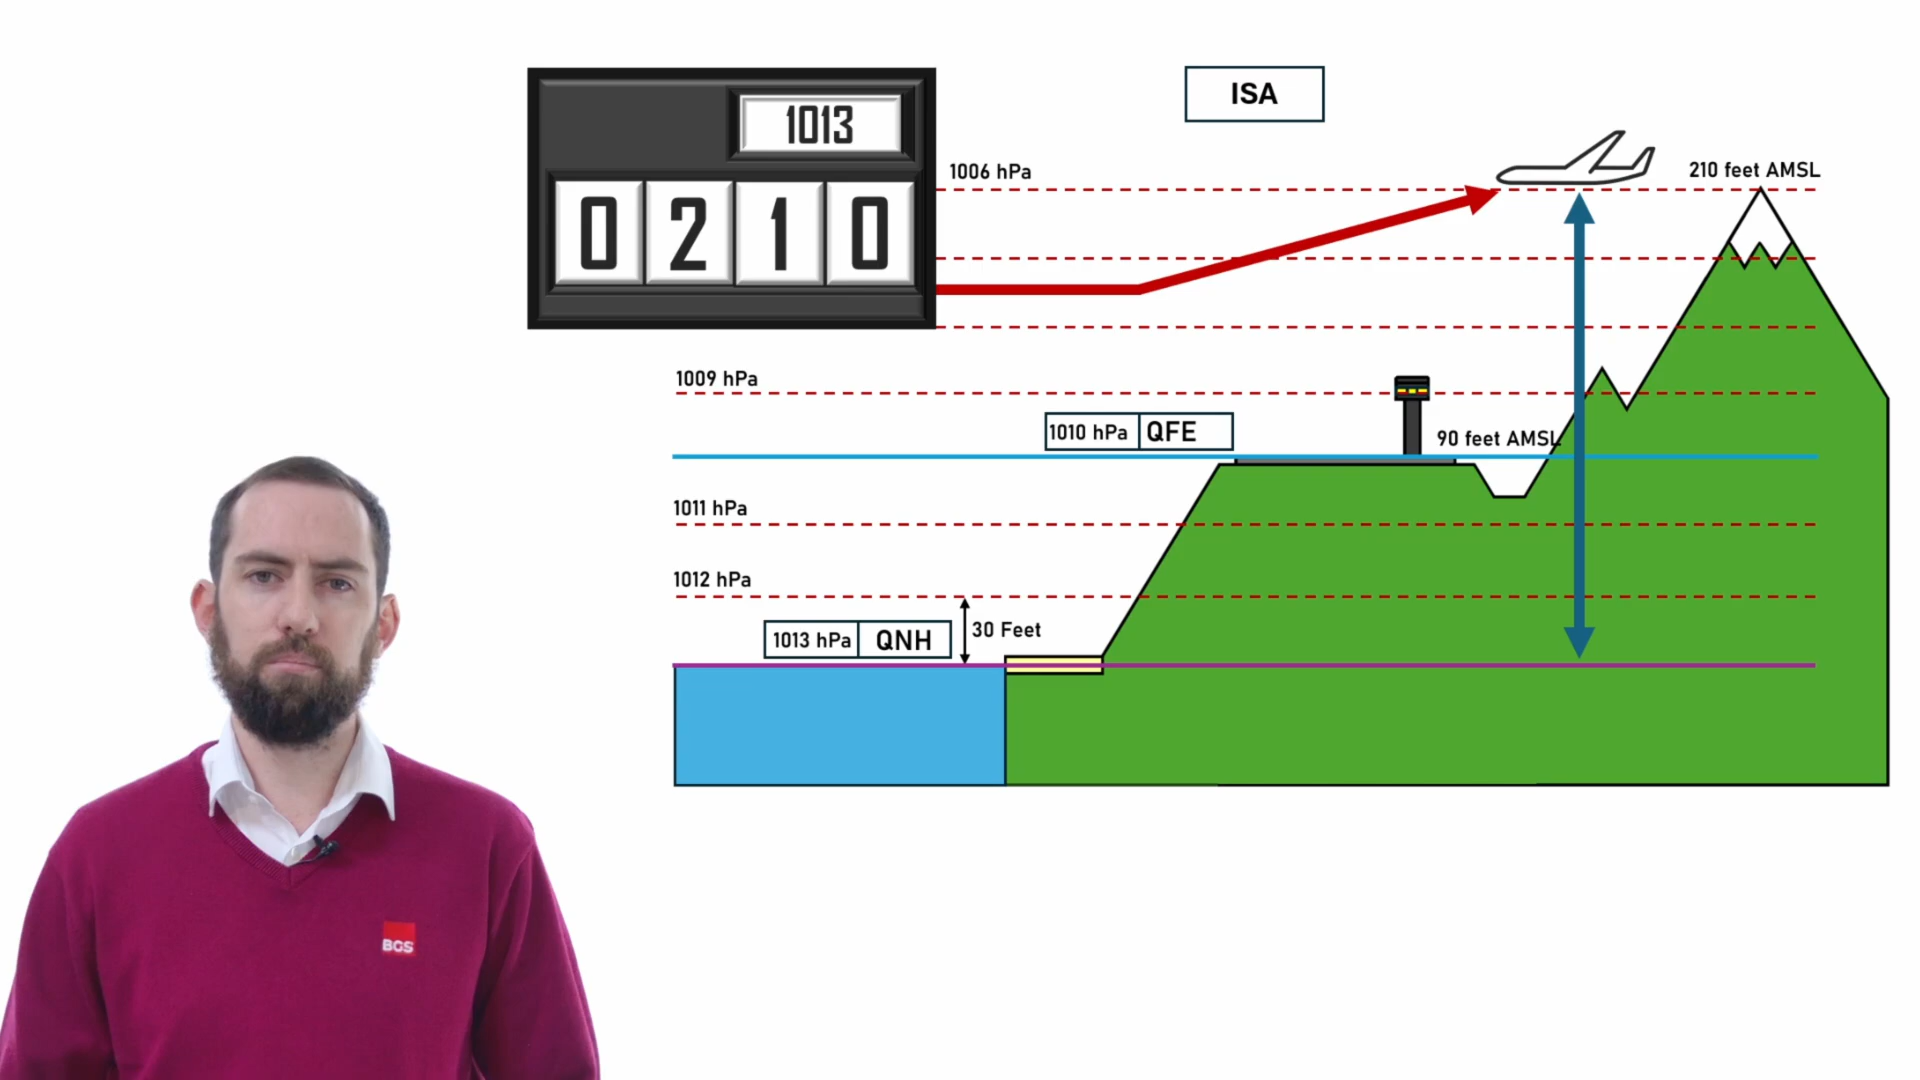 1013
0210
ISA
1006 hPa
210 feet AMSL
1009 hPa
1010 hPa QFE
90 feet AMSL
1011 hPa
1012 hPa
1013 hPa QNH
30 Feet
BGS